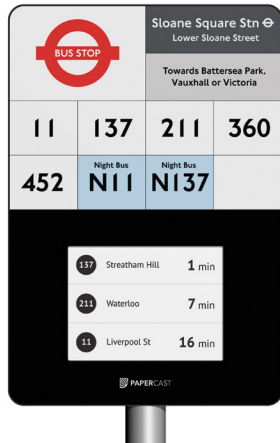 BUS STOP
Sloane Square Stn
Lower Sloane Street
Towards Battersea Park,
Vauxhall or Victoria
11 137 211 360
Night Bus Night Bus
452 N11 N137
137 Streatham Hill 1 min
211 Waterloo 7 min
11 Liverpool St 16 min
PAPERCAST